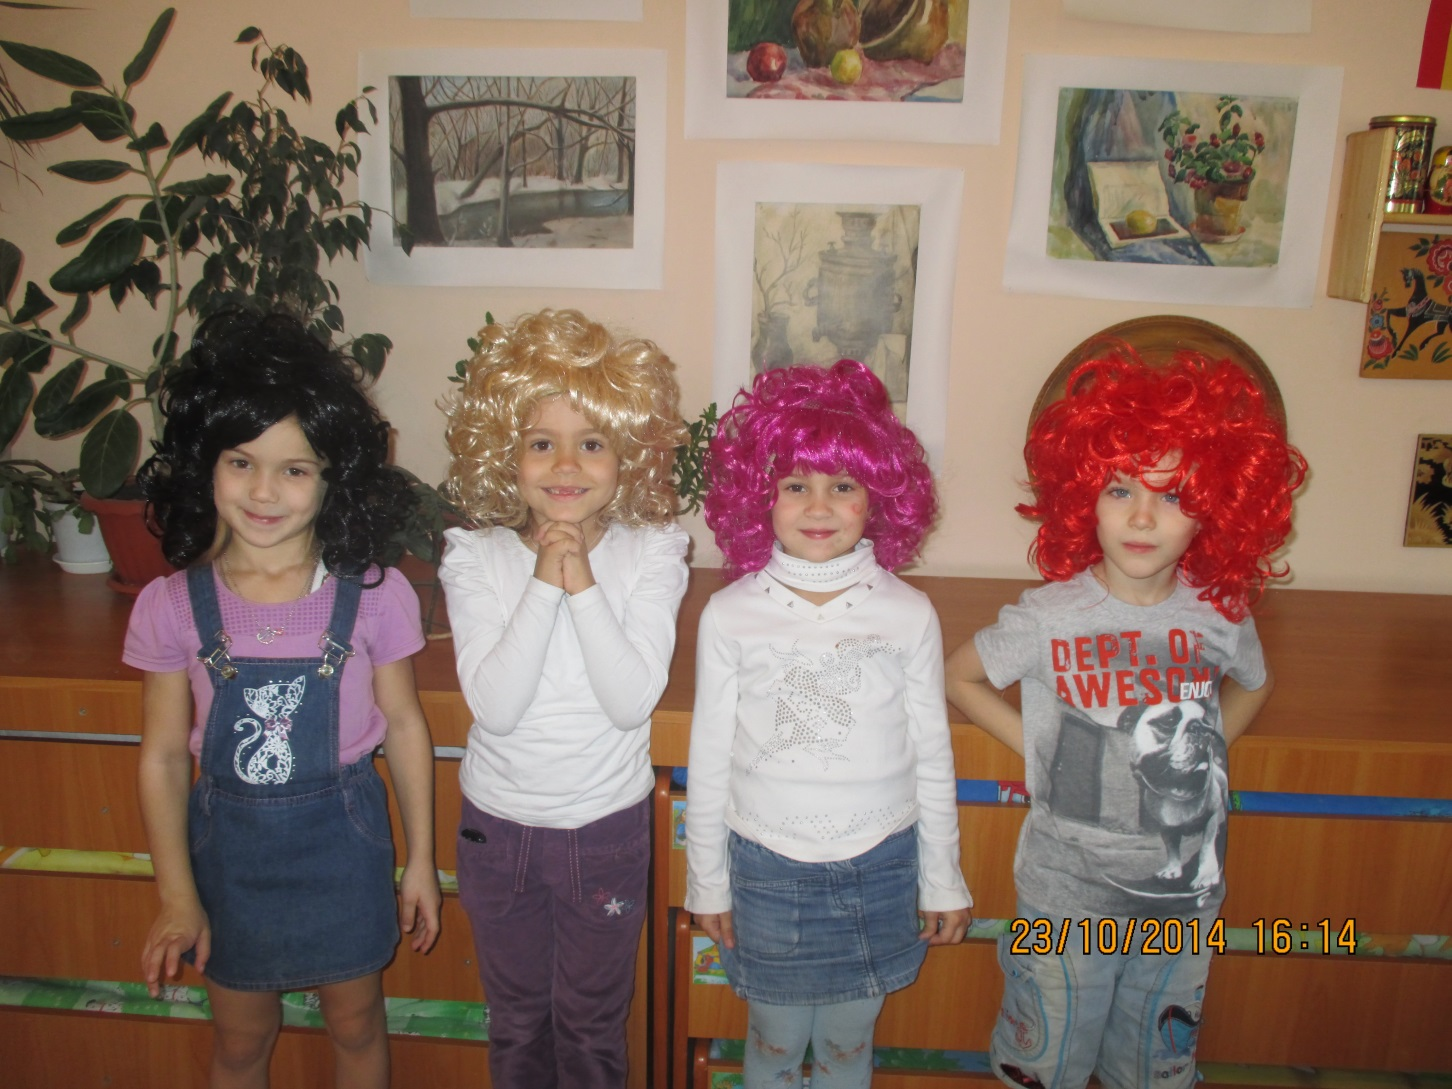 DEPT. OF
AWESOM
ENJO
23/10/2014 16:14